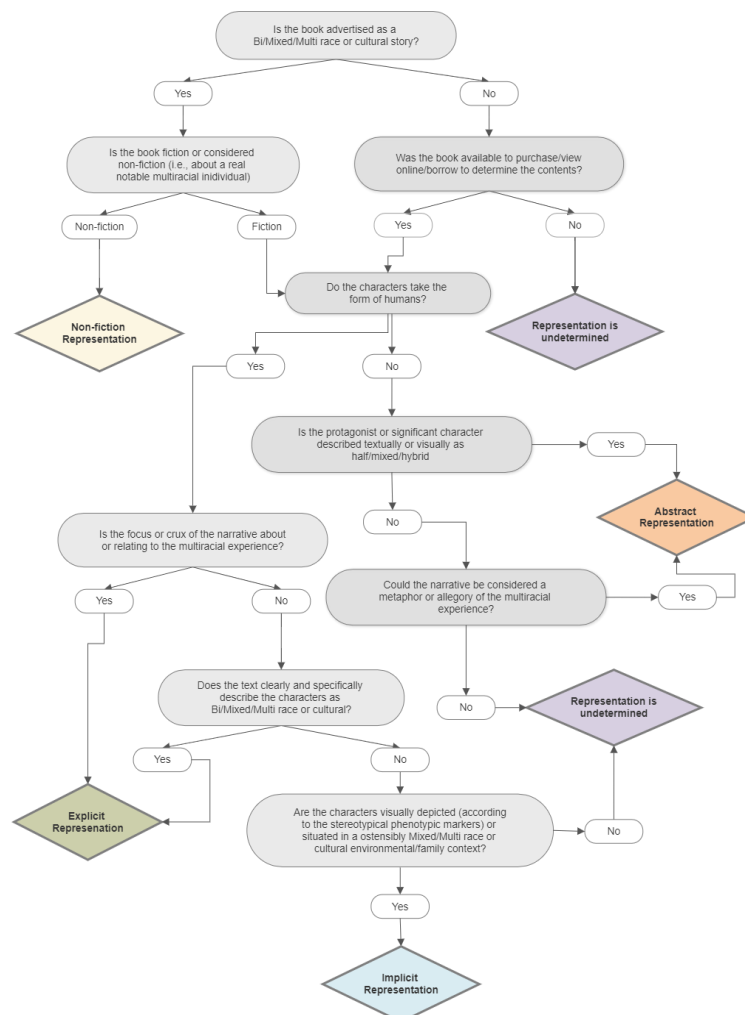 Is the book advertised as a
Bi/Mixed/Multi race or cultural story?
Yes
No
Is the book fiction or considered
non-fiction (i.e., about a real
notable multiracial inidividual)
Was the book available to purchase/view
online/borrow to determine the contents?
Non-fiction
Fiction
Yes
No
Do the characters take the
form of humans?
Non-fiction
Representation
Representation is
undetermined
Yes
No
Is the protagonist or significant character
described textually or visually as
half/mixed/hybrid
Yes
Abstract
Representation
No
Is the focus or crux of the narrative about
or relating to the multiracial experience?
Could the narrative be considered a
metaphor or allegory of the multiracial
experience?
Yes
Yes
No
Does the text clearly and specifically
describe the characters as
Bi/Mixed/Multi race or cultural?
No
Representation is
undetermined
Yes
No
Explicit
Represenation
Are the characters visually depicted (according
to the stereotypical phenotypic markers) or
situated in a ostensibly Mixed/Multi race or
cultural environmental/family context?
No
Yes
Implicit
Representation